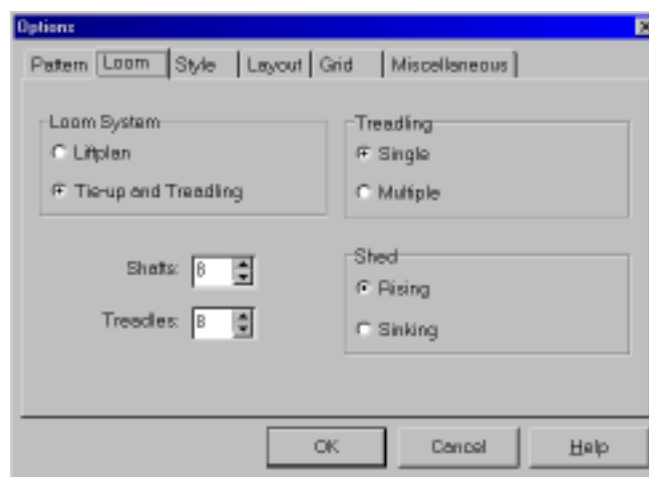 Options
Pattern Loom Style Layout Grid Miscellaneous
Loom System
Liftplan
Tie-up and Treadling
Treadling
Single
Multiple
Shafts: 8
Treadles: 8
Shed
Rising
Sinking
OK Cancel Help